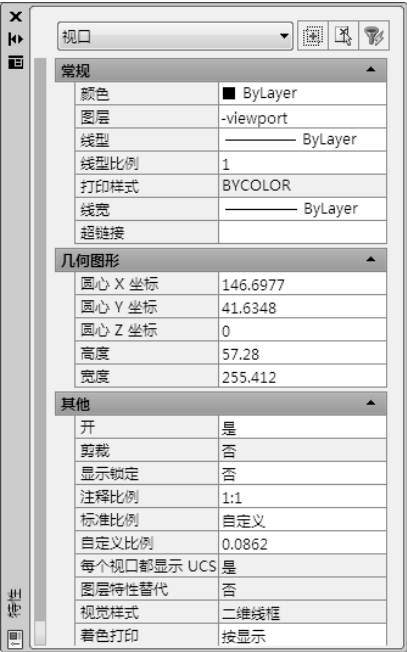 视口
常规
颜色 ByLayer
图层 -viewport
线型 ByLayer
线型比例 1
打印样式 BYCOLOR
线宽 ByLayer
超链接
几何图形
圆心 X 坐标 146.6977
圆心 Y 坐标 41.6348
圆心 Z 坐标 0
高度 57.28
宽度 255.412
其他
开 是
剪裁 否
显示锁定 否
注释比例 1:1
标准比例 自定义
自定义比例 0.0862
每个视口都显示 UCS 是
图层特性替代 否
视觉样式 二维线框
着色打印 按显示
特性